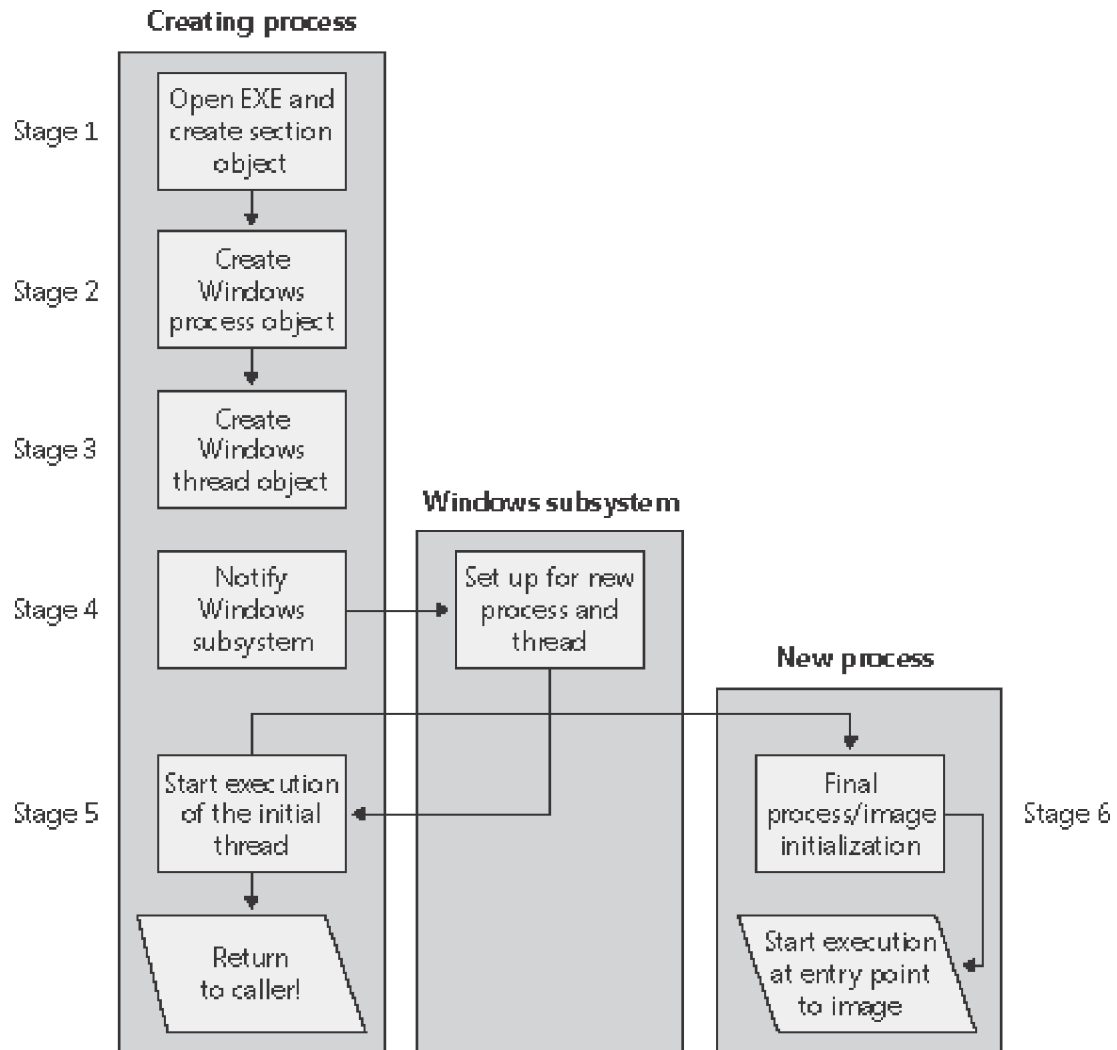 Creating process
Stage 1
Open EXE and
create section
object
Stage 2
Create
Windows
process object
Stage 3
Create
Windows
thread object
Windows subsystem
Stage 4
Notify
Windows
subsystem
Set up for new
process and
thread
New process
Stage 5
Start execution
of the initial
thread
Final
process/image
initialization
Stage 6
Return
to caller!
Start execution
at entry point
to image